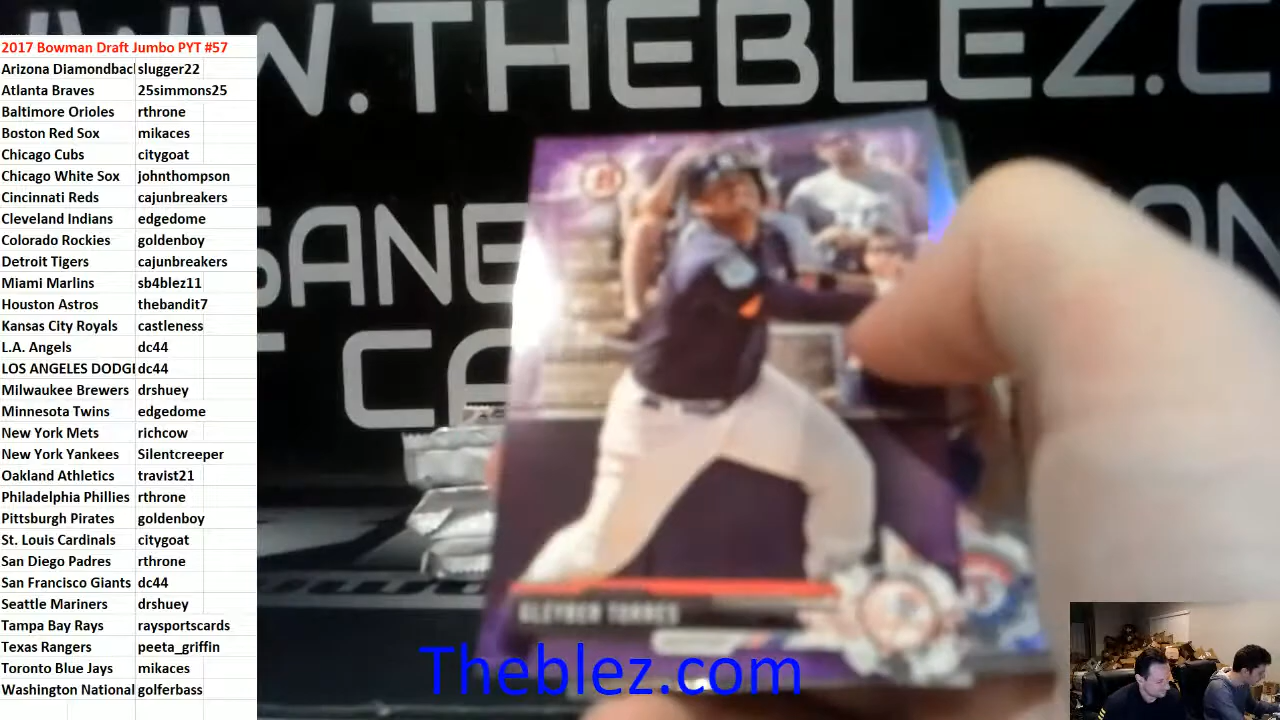 2017 Bowman Draft Jumbo PYT #57
Arizona Diamondbac slugger22
Atlanta Braves 25simmons25
Baltimore Orioles rthrone
Boston Red Sox mikaces
Chicago Cubs citygoat
Chicago White Sox johnthompson
Cincinnati Reds cajunbreakers
Cleveland Indians edgedome
Colorado Rockies goldenboy
Detroit Tigers cajunbreakers
Miami Marlins sb4blez11
Houston Astros thebandit7
Kansas City Royals castleness
L.A. Angels dc44
LOS ANGELES DODG dc44
Milwaukee Brewers drshuey
Minnesota Twins edgedome
New York Mets richcow
New York Yankees Silentcreeper
Oakland Athletics travist21
Philadelphia Phillies rthrone
Pittsburgh Pirates goldenboy
St. Louis Cardinals citygoat
San Diego Padres rthrone
San Francisco Giants dc44
Seattle Mariners drshuey
Tampa Bay Rays raysportscards
Texas Rangers peeta_griffin
Toronto Blue Jays mikaces
Washington National golferbass
W.THEBLEZ.C
SANE
T CA
GLEYBER TORRES
Theblez.com